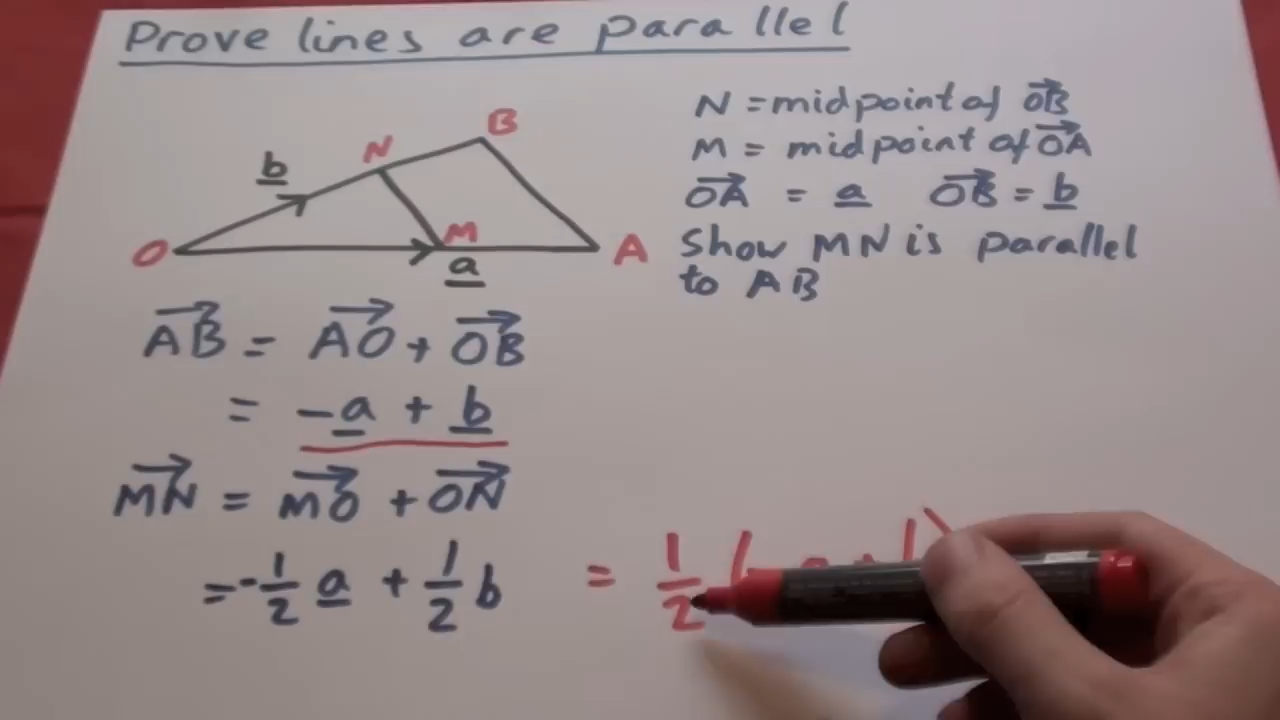 Prove lines are parallel
B
N
b
O
M
A
a
N = midpoint of OB
M = midpoint of OA
OA = a OB = b
Show MN is parallel
to AB
AB = AO + OB
= -a + b
MN = MO + ON
= -1/2 a + 1/2 b = 1/2 (